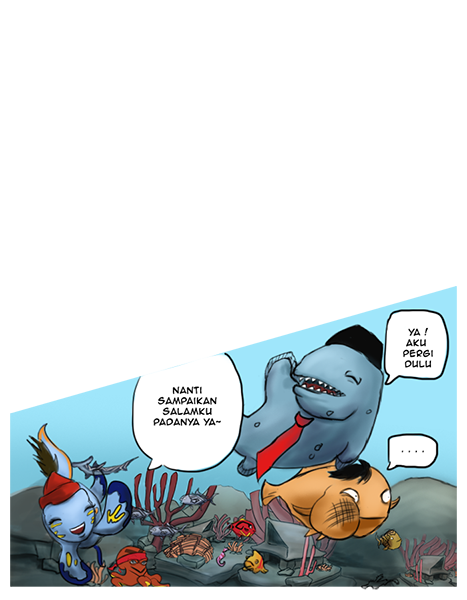 YA !
AKU
PERGI
DULU
NANTI
SAMPAIKAN
SALAMKU
PADANYA YA~
. . . .